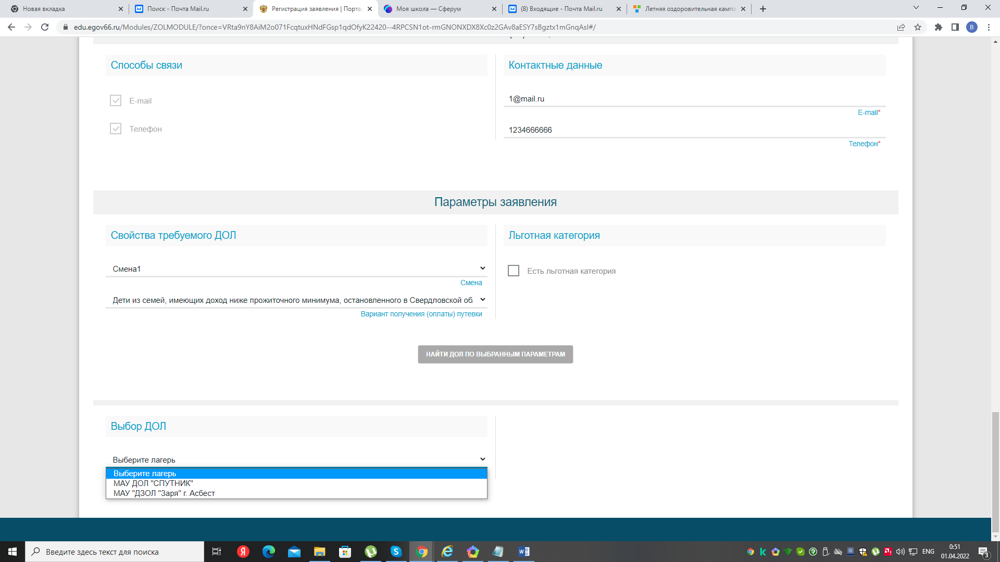 Новая вкладка
Поиск - Почта Mail.ru
Регистрация заявления | Порта
Моя школа — Сферум
(8) Входящие - Почта Mail.ru
Летняя оздоровительная кампа
edu.egov66.ru/Modules/ZOLMODULE/?once=VRta9nY8AiM2o071FcqtuxHNdFGsp1qdOfyK22420--4RPCSN1ot-rmGNONXDX8Xc0z2GAv8aESY7sBgztx1mGnqAsI#/
B
Способы связи
Контактные данные
E-mail
1@mail.ru
E-mail*
Телефон
1234666666
Телефон*
Параметры заявления
Свойства требуемого ДОЛ
Льготная категория
Смена1
Есть льготная категория
Смена
Дети из семей, имеющих доход ниже прожиточного минимума, остановленного в Свердловской об
Вариант получения (оплаты) путевки
НАЙТИ ДОЛ ПО ВЫБРАННЫМ ПАРАМЕТРАМ
Выбор ДОЛ
Выберите лагерь
Выберите лагерь
МАУ ДОЛ "СПУТНИК"
МАУ "ДЗОЛ "Заря" г. Асбест
Введите здесь текст для поиска
ENG
0:51
01.04.2022
3